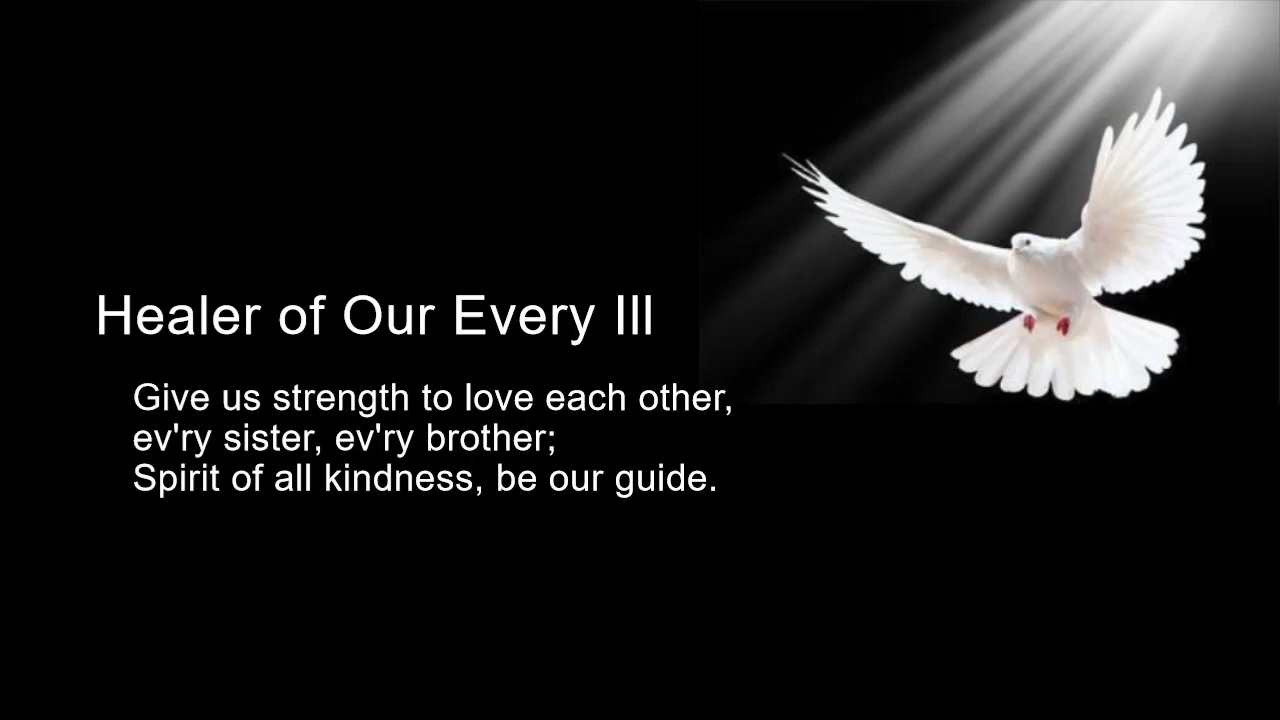 Healer of Our Every Ill
Give us strength to love each other,
ev'ry sister, ev'ry brother;
Spirit of all kindness, be our guide.